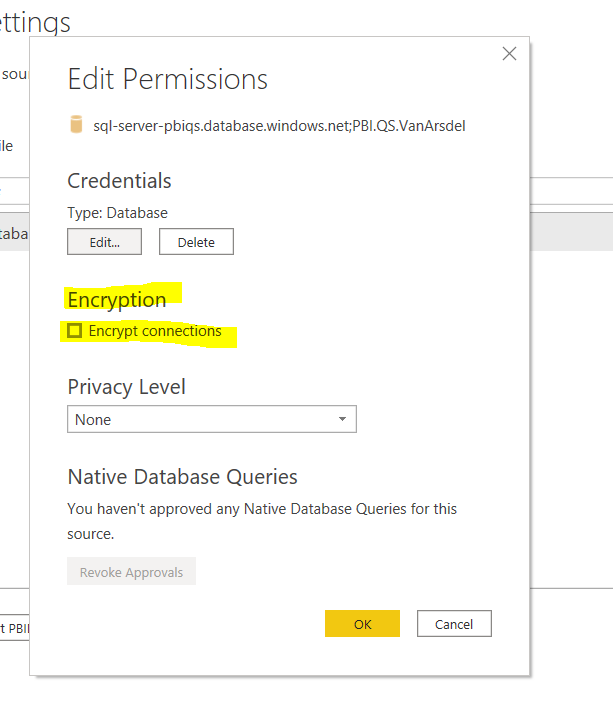 ettings
Edit Permissions
sour
sql-server-pbiqs.database.windows.net;PBI.QS.VanArsdel
ile
Credentials
Type: Database
taba
Edit...
Delete
Encryption
Encrypt connections
Privacy Level
None
Native Database Queries
You haven't approved any Native Database Queries for this
source.
Revoke Approvals
t PBI
OK
Cancel